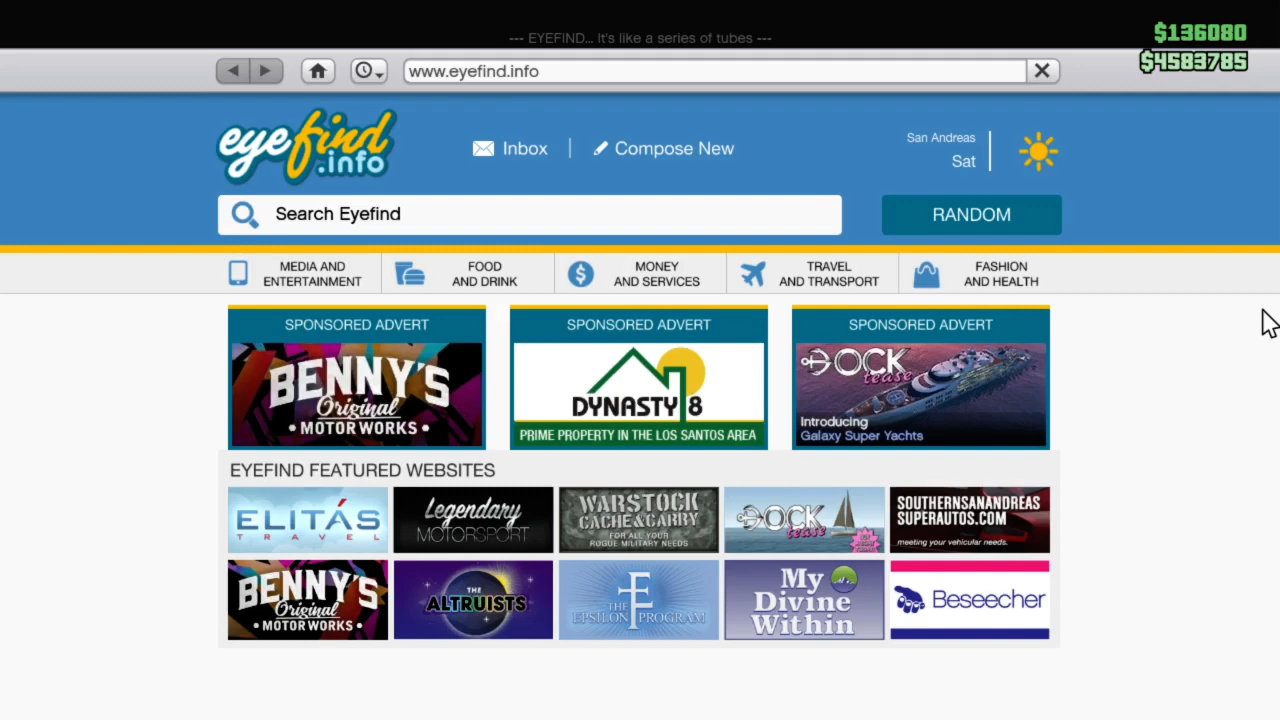 --- EYEFIND... It's like a series of tubes ---
$136080
$4583785
www.eyefind.info
eyefind
.info
Inbox
Compose New
San Andreas
Sat
Search Eyefind
RANDOM
MEDIA AND
ENTERTAINMENT
FOOD
AND DRINK
MONEY
AND SERVICES
TRAVEL
AND TRANSPORT
FASHION
AND HEALTH
SPONSORED ADVERT
BENNY'S
Original
• MOTOR WORKS •
SPONSORED ADVERT
DYNASTY 8
PRIME PROPERTY IN THE LOS SANTOS AREA
SPONSORED ADVERT
DOCK
tease
Introducing
Galaxy Super Yachts
EYEFIND FEATURED WEBSITES
ELITÁS
TRAVEL
Legendary
MOTORSPORT
WARSTOCK
CACHE & CARRY
FOR ALL YOUR
ROGUE MILITARY NEEDS
DOCK
tease
SOUTHERNSANANDREAS
SUPERAUTOS.COM
meeting your vehicular needs.
BENNY'S
Original
• MOTOR WORKS •
THE
ALTRUISTS
THE
EPSILON PROGRAM
My
Divine
Within
Beseecher